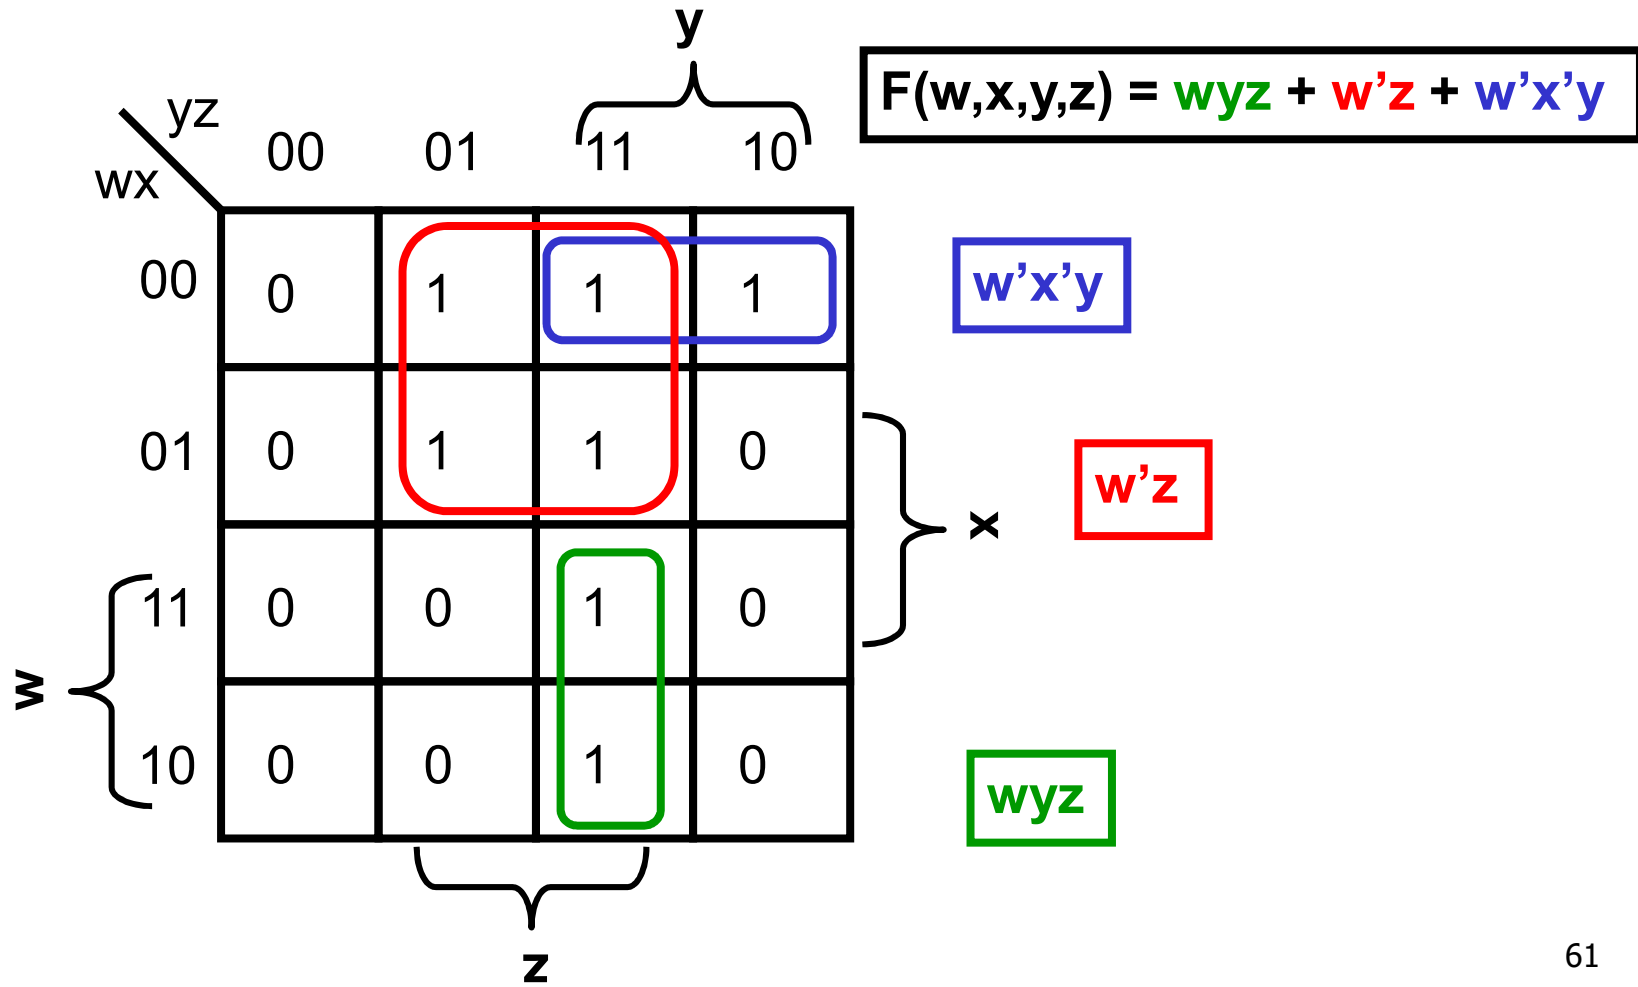 y
F(w,x,y,z) = wyz + w’z + w’x’y
yz
wx
00 01 11 10
00 0 1 1 1
w’x’y
01 0 1 1 0
w’z
x
11 0 0 1 0
w
10 0 0 1 0
wyz
z
61